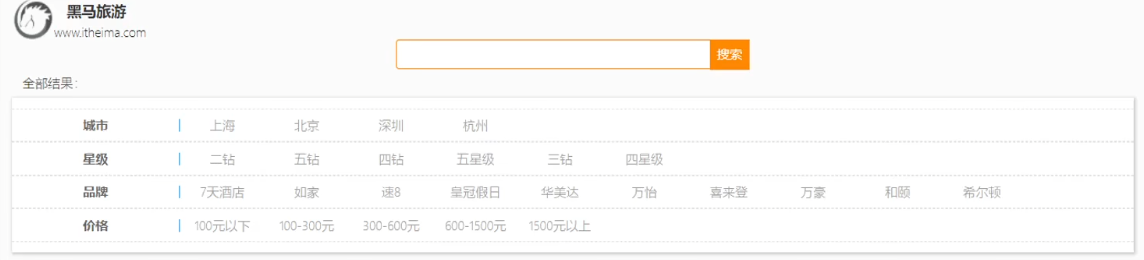 黑马旅游
www.itheima.com
搜索
全部结果：
城市 | 上海 北京 深圳 杭州
星级 | 二钻 五钻 四钻 五星级 三钻 四星级
品牌 | 7天酒店 如家 速8 皇冠假日 华美达 万怡 喜来登 万豪 和颐 希尔顿
价格 | 100元以下 100-300元 300-600元 600-1500元 1500元以上